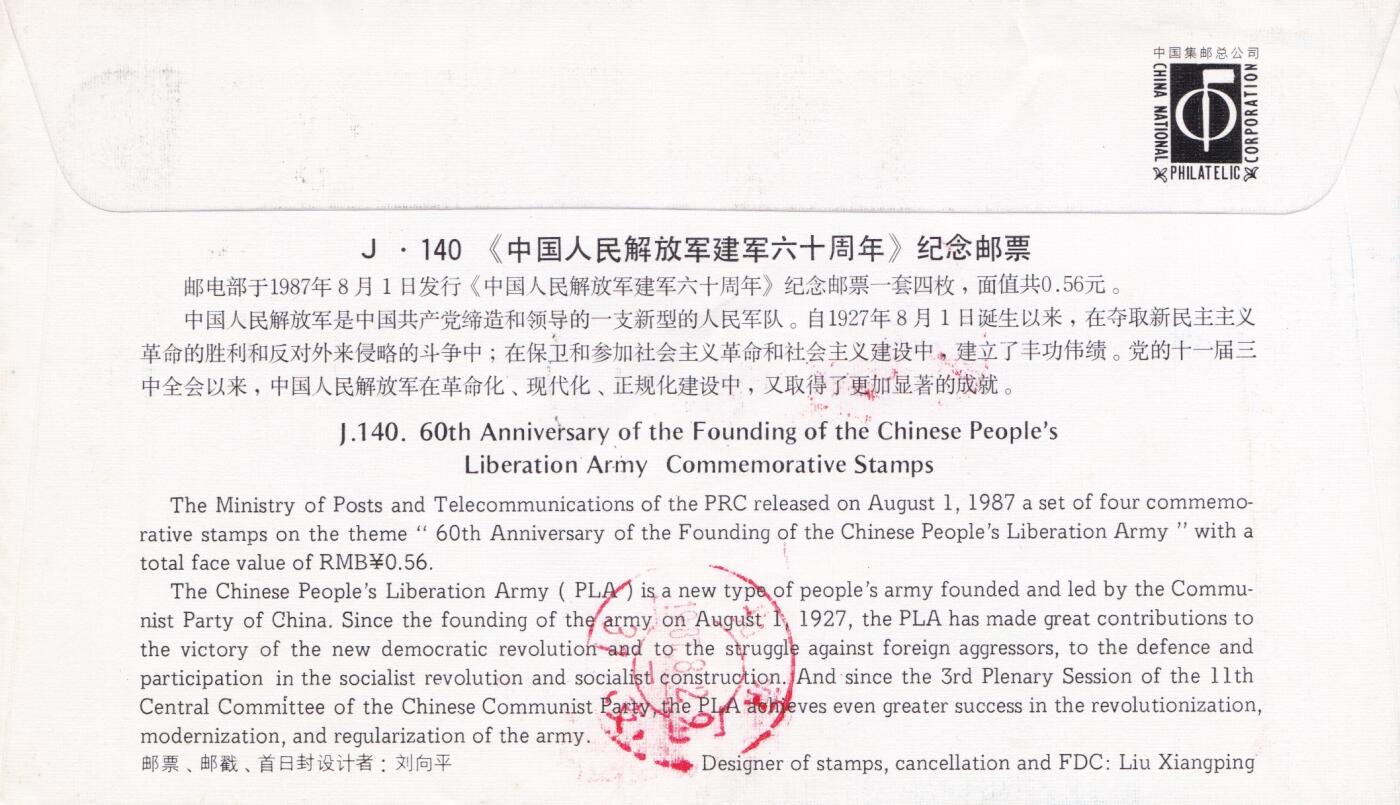 中国集邮总公司
CHINA NATIONAL
PHILATELIC
CORPORATION
J · 140 《中国人民解放军建军六十周年》纪念邮票
邮电部于1987年8月1日发行《中国人民解放军建军六十周年》纪念邮票一套四枚，面值共0.56元。
中国人民解放军是中国共产党缔造和领导的一支新型的人民军队。自1927年8月1日诞生以来，在夺取新民主主义
革命的胜利和反对外来侵略的斗争中；在保卫和参加社会主义革命和社会主义建设中，建立了丰功伟绩。党的十一届三
中全会以来，中国人民解放军在革命化、现代化、正规化建设中，又取得了更加显著的成就。
J.140. 60th Anniversary of the Founding of the Chinese People's
Liberation Army Commemorative Stamps
The Ministry of Posts and Telecommunications of the PRC released on August 1, 1987 a set of four commemo-
rative stamps on the theme “ 60th Anniversary of the Founding of the Chinese People's Liberation Army ” with a
total face value of RMB¥0.56.
The Chinese People's Liberation Army ( PLA ) is a new type of people's army founded and led by the Commu-
nist Party of China. Since the founding of the army on August 1, 1927, the PLA has made great contributions to
the victory of the new democratic revolution and to the struggle against foreign aggressors, to the defence and
participation in the socialist revolution and socialist construction. And since the 3rd Plenary Session of the 11th
Central Committee of the Chinese Communist Party, the PLA achieves even greater success in the revolutionization,
modernization, and regularization of the army.
邮票、邮戳、首日封设计者：刘向平
Designer of stamps, cancellation and FDC: Liu Xiangping